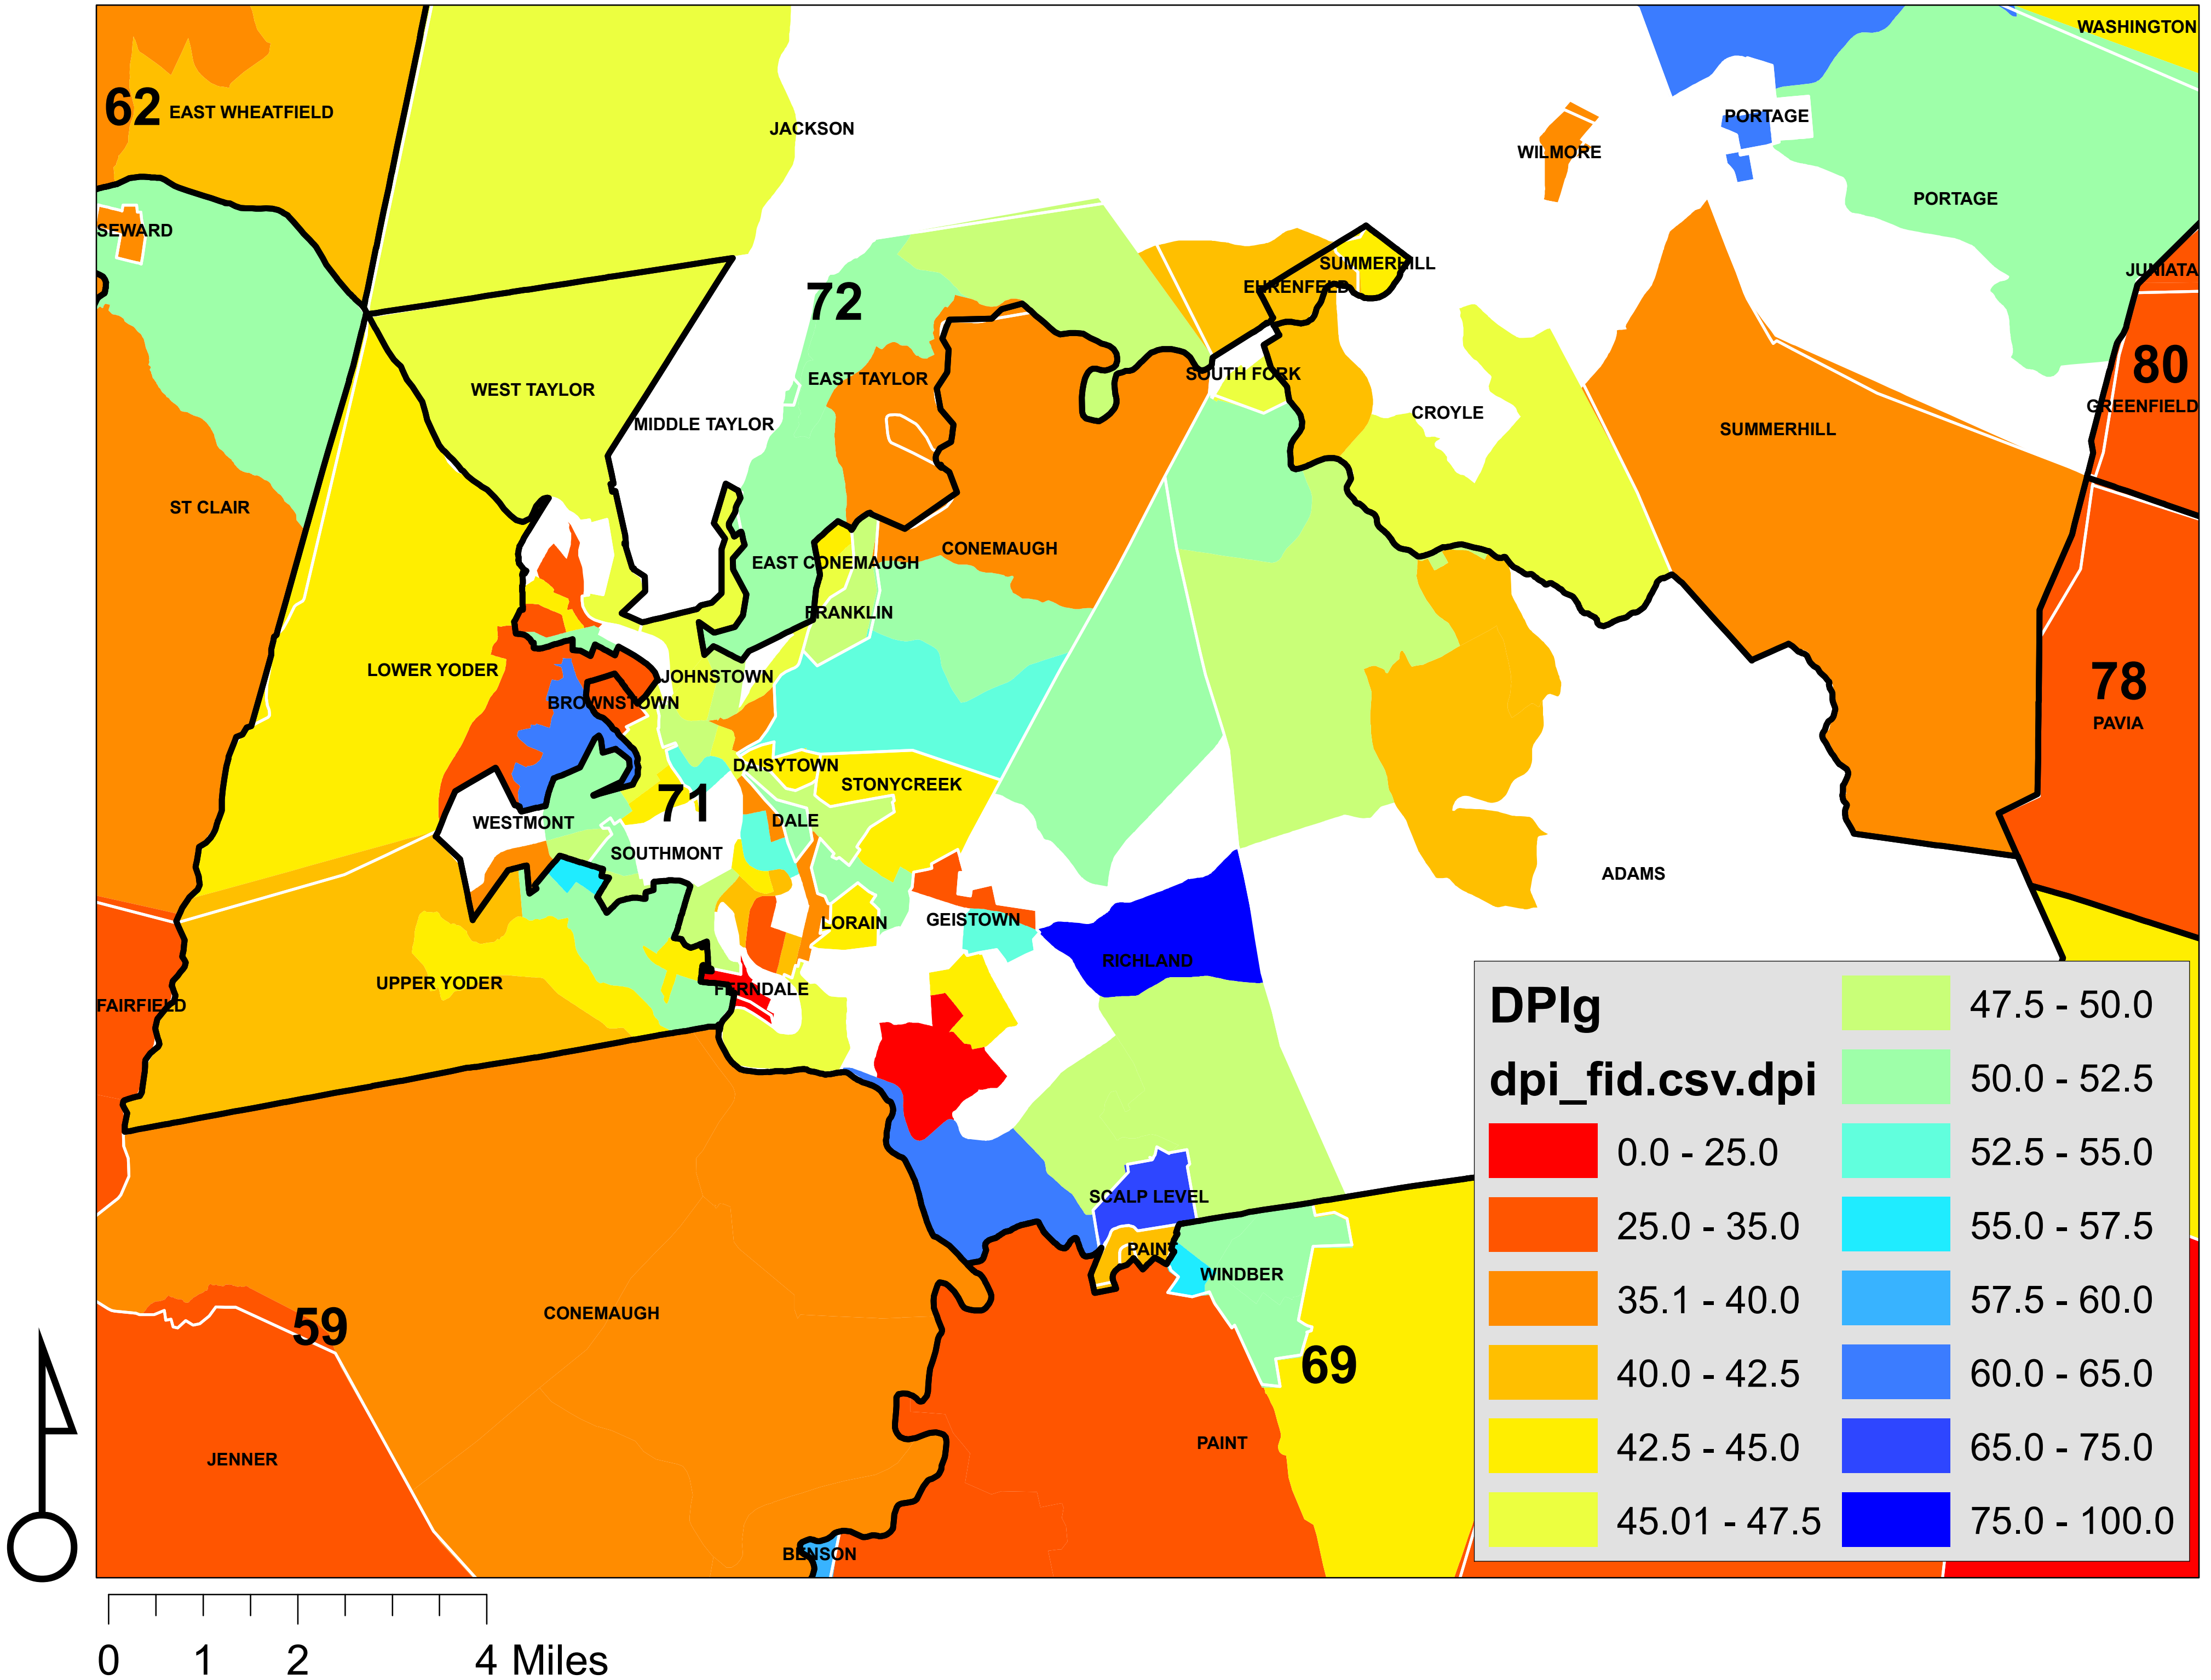 WASHINGTON
62
EAST WHEATFIELD
JACKSON
PORTAGE
WILMORE
PORTAGE
SEWARD
SUMMERHILL
JUNIATA
72
EHRENFELD
80
EAST TAYLOR
SOUTH FORK
WEST TAYLOR
GREENFIELD
CROYLE
MIDDLE TAYLOR
SUMMERHILL
ST CLAIR
CONEMAUGH
EAST CONEMAUGH
FRANKLIN
LOWER YODER
JOHNSTOWN
78
BROWNSTOWN
PAVIA
DAISYTOWN
STONYCREEK
71
WESTMONT
DALE
SOUTHMONT
ADAMS
LORAIN
GEISTOWN
RICHLAND
UPPER YODER
FERNDALE
FAIRFIELD
SCALP LEVEL
PAINT
WINDBER
59
CONEMAUGH
69
PAINT
JENNER
BENSON
DPIg
dpi_fid.csv.dpi
0.0 - 25.0
25.0 - 35.0
35.1 - 40.0
40.0 - 42.5
42.5 - 45.0
45.01 - 47.5
47.5 - 50.0
50.0 - 52.5
52.5 - 55.0
55.0 - 57.5
57.5 - 60.0
60.0 - 65.0
65.0 - 75.0
75.0 - 100.0
0 1 2 4 Miles